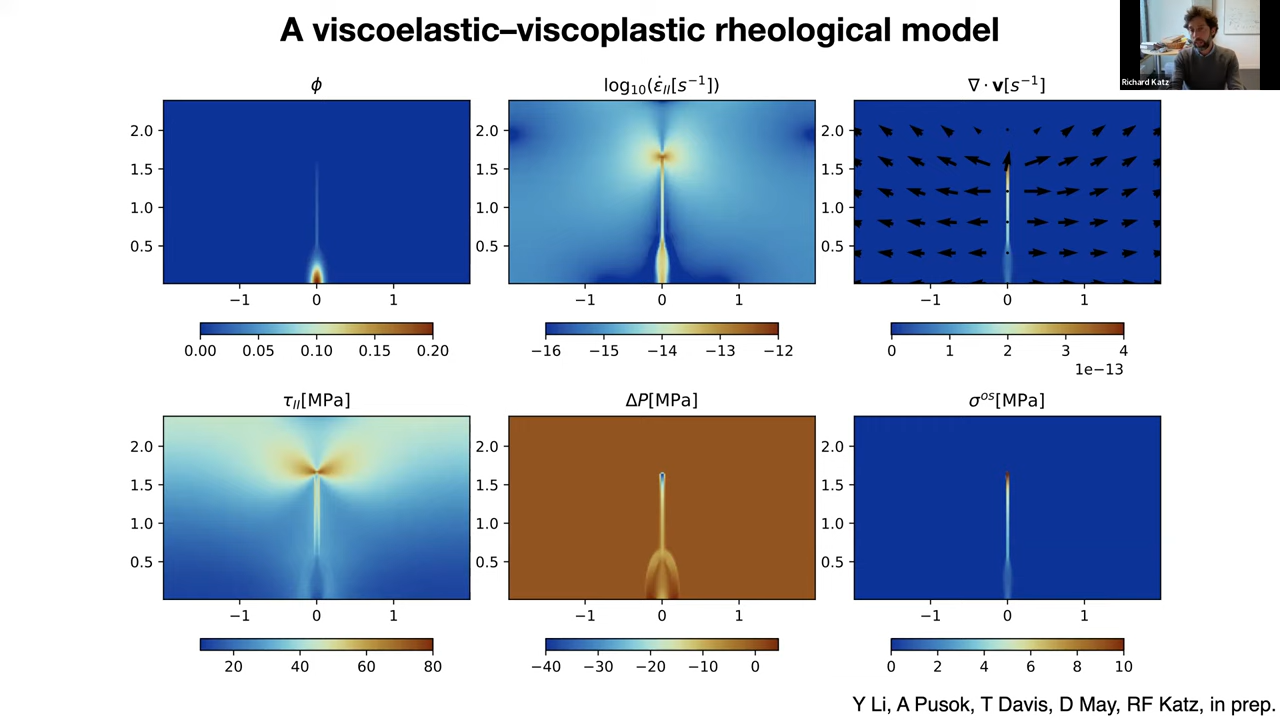 A viscoelastic–viscoplastic rheological model
Richard Katz
ϕ
log₁₀(ε̇_II[s⁻¹])
∇ · v[s⁻¹]
2.0
1.5
1.0
0.5
−1 0 1
2.0
1.5
1.0
0.5
−1 0 1
2.0
1.5
1.0
0.5
−1 0 1
0.00 0.05 0.10 0.15 0.20
−16 −15 −14 −13 −12
0 1 2 3 4
1e−13
τ_II[MPa]
ΔP[MPa]
σ^os[MPa]
2.0
1.5
1.0
0.5
−1 0 1
2.0
1.5
1.0
0.5
−1 0 1
2.0
1.5
1.0
0.5
−1 0 1
20 40 60 80
−40 −30 −20 −10 0
0 2 4 6 8 10
Y Li, A Pusok, T Davis, D May, RF Katz, in prep.